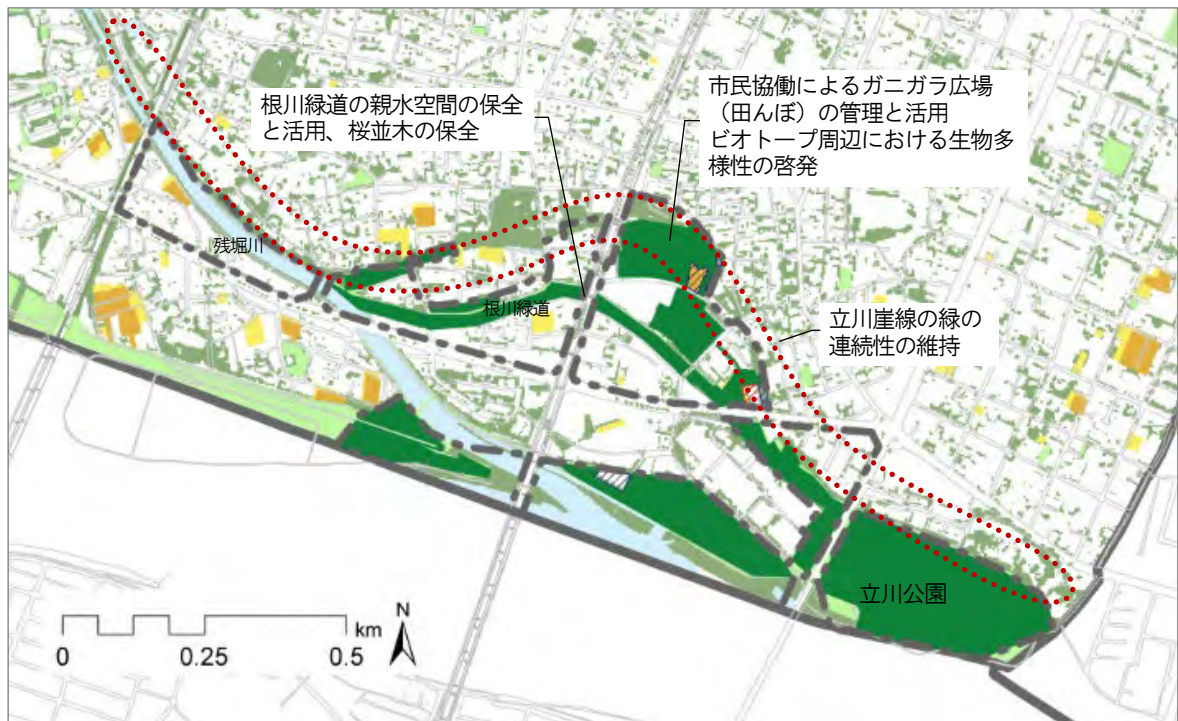 根川緑道の親水空間の保全
と活用、桜並木の保全
市民協働によるガニガラ広場
（田んぼ）の管理と活用
ビオトープ周辺における生物多
様性の啓発
残堀川
根川緑道
立川崖線の緑の
連続性の維持
立川公園
N
km
0 0.25 0.5